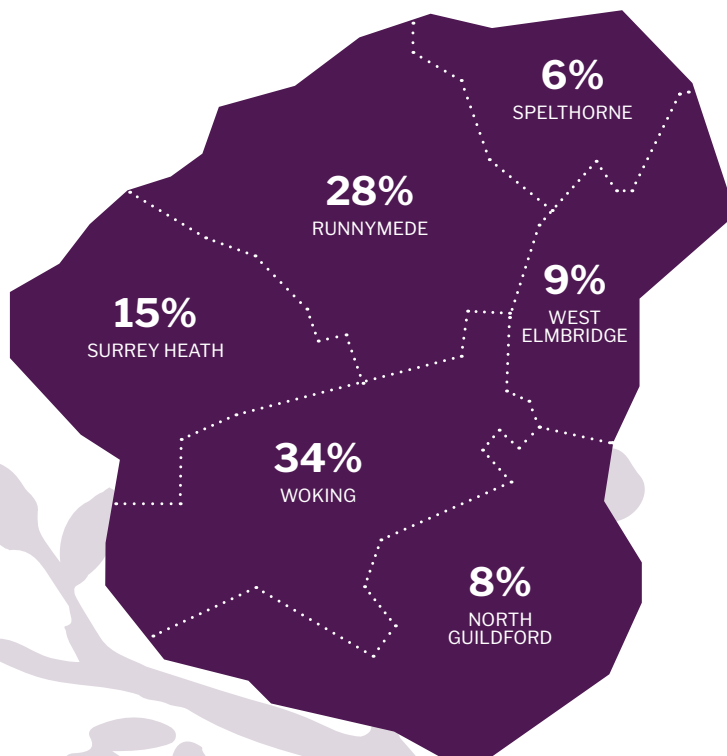 6%
SPELTHORNE
28%
RUNNYMEDE
9%
WEST
ELMBRIDGE
15%
SURREY HEATH
34%
WOKING
8%
NORTH
GUILDFORD